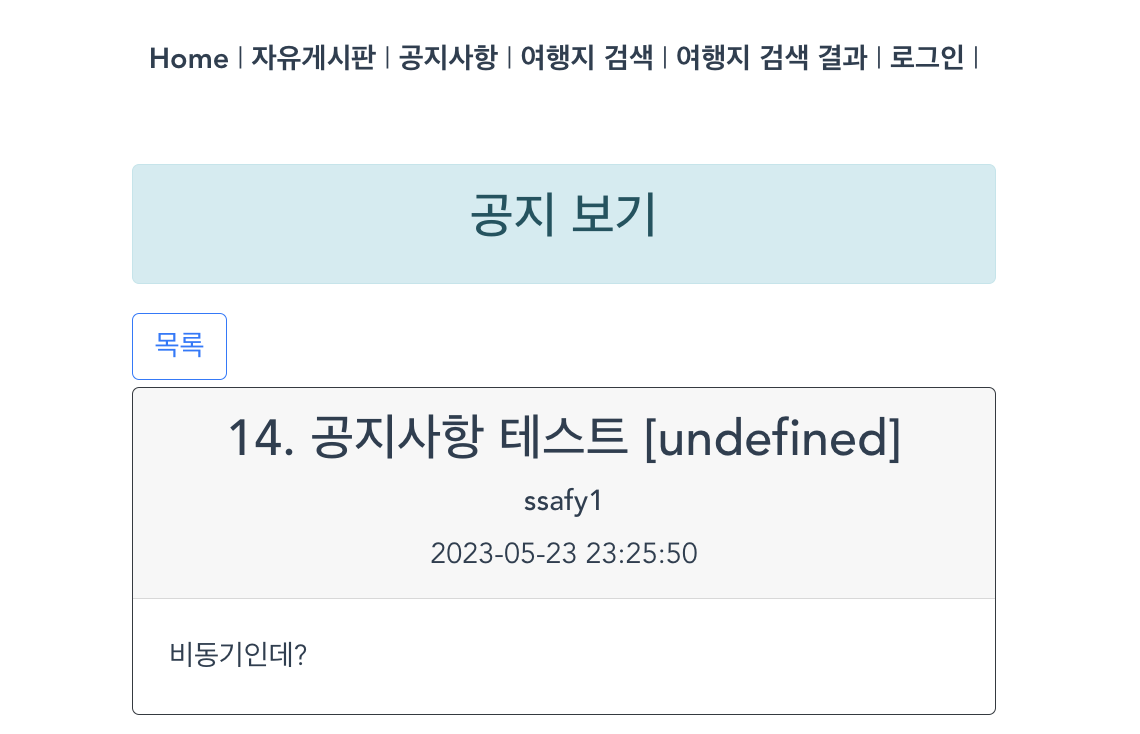 Home | 자유게시판 | 공지사항 | 여행지 검색 | 여행지 검색 결과 | 로그인 |
공지 보기
목록
14. 공지사항 테스트 [undefined]
ssafy1
2023-05-23 23:25:50
비동기인데?